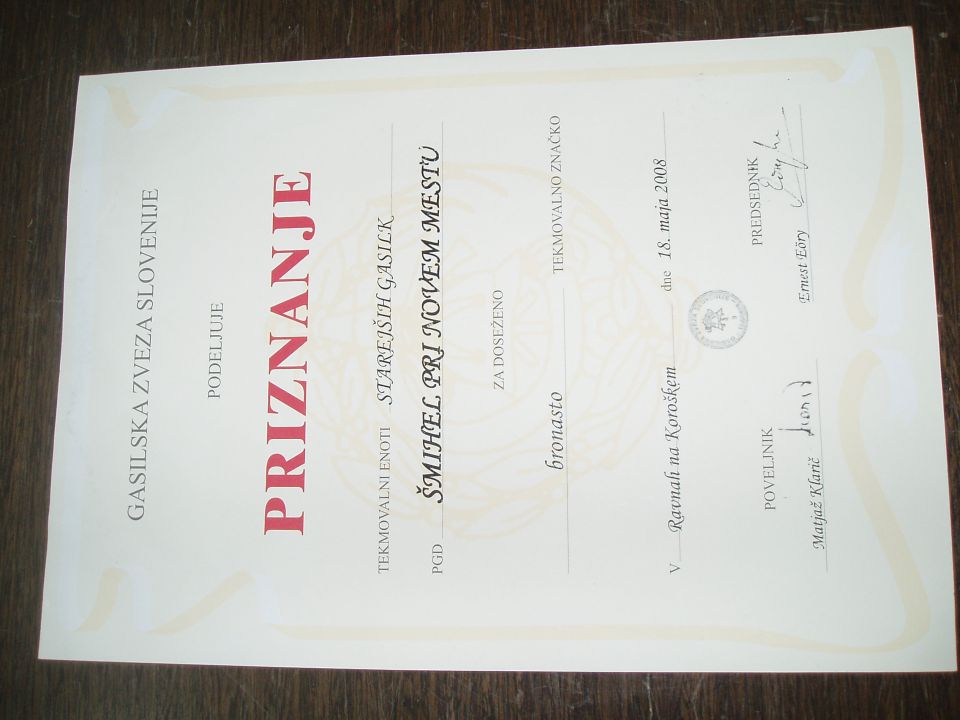 GASILSKA ZVEZA SLOVENIJE
PODELJUJE
PRIZNANJE
TEKMOVALNI ENOTI STAREJŠIH GASILK
PGD ŠMIHEL PRI NOVEM MESTU
ZA DOSEŽENO
bronasto TEKMOVALNO ZNAČKO
V Ravnah na Koroškem dne 18. maja 2008
POVELJNIK PREDSEDNIK
Matjaž Klarič Ernest Eöry